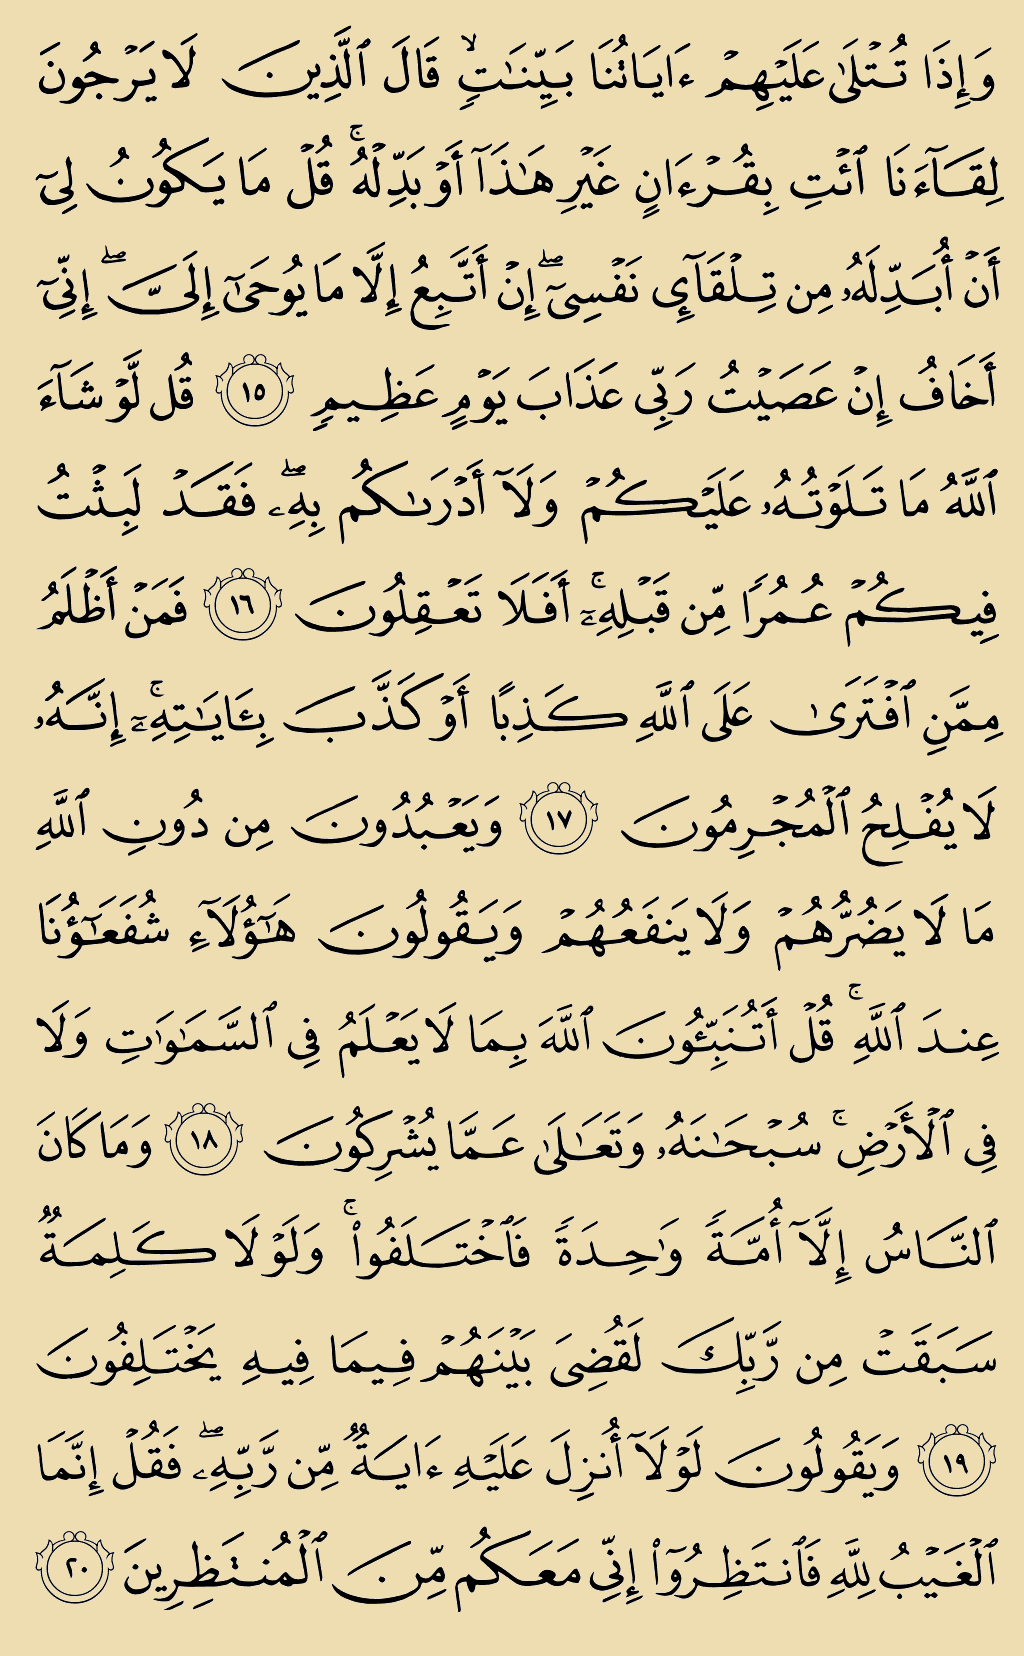 وَإِذَا تُتْلَىٰ عَلَيْهِمْ ءَايَاتُنَا بَيِّنَٰتٍۙ قَالَ ٱلَّذِينَ لَا يَرْجُونَ
لِقَآءَنَا ٱئْتِ بِقُرْءَانٍ غَيْرِ هَٰذَآ أَوْ بَدِّلْهُۚ قُلْ مَا يَكُونُ لِىٓ
أَنْ أُبَدِّلَهُۥ مِن تِلْقَآئِ نَفْسِىٓۖ إِنْ أَتَّبِعُ إِلَّا مَا يُوحَىٰٓ إِلَىَّۖ إِنِّىٓ
أَخَافُ إِنْ عَصَيْتُ رَبِّى عَذَابَ يَوْمٍ عَظِيمٍ ١٥ قُل لَّوْ شَآءَ
ٱللَّهُ مَا تَلَوْتُهُۥ عَلَيْكُمْ وَلَآ أَدْرَىٰكُم بِهِۦۖ فَقَدْ لَبِثْتُ
فِيكُمْ عُمُرًا مِّن قَبْلِهِۦٓۚ أَفَلَا تَعْقِلُونَ ١٦ فَمَنْ أَظْلَمُ
مِمَّنِ ٱفْتَرَىٰ عَلَى ٱللَّهِ كَذِبًا أَوْ كَذَّبَ بِـَٔايَٰتِهِۦٓۚ إِنَّهُۥ
لَا يُفْلِحُ ٱلْمُجْرِمُونَ ١٧ وَيَعْبُدُونَ مِن دُونِ ٱللَّهِ
مَا لَا يَضُرُّهُمْ وَلَا يَنفَعُهُمْ وَيَقُولُونَ هَٰٓؤُلَآءِ شُفَعَٰٓؤُنَا
عِندَ ٱللَّهِۚ قُلْ أَتُنَبِّـُٔونَ ٱللَّهَ بِمَا لَا يَعْلَمُ فِى ٱلسَّمَٰوَٰتِ وَلَا
فِى ٱلْأَرْضِۚ سُبْحَٰنَهُۥ وَتَعَٰلَىٰ عَمَّا يُشْرِكُونَ ١٨ وَمَا كَانَ
ٱلنَّاسُ إِلَّآ أُمَّةً وَٰحِدَةً فَٱخْتَلَفُوا۟ۚ وَلَوْلَا كَلِمَةٌ
سَبَقَتْ مِن رَّبِّكَ لَقُضِىَ بَيْنَهُمْ فِيمَا فِيهِ يَخْتَلِفُونَ
١٩ وَيَقُولُونَ لَوْلَآ أُنزِلَ عَلَيْهِ ءَايَةٌ مِّن رَّبِّهِۦۖ فَقُلْ إِنَّمَا
ٱلْغَيْبُ لِلَّهِ فَٱنتَظِرُوٓا۟ إِنِّى مَعَكُم مِّنَ ٱلْمُنتَظِرِينَ ٢٠